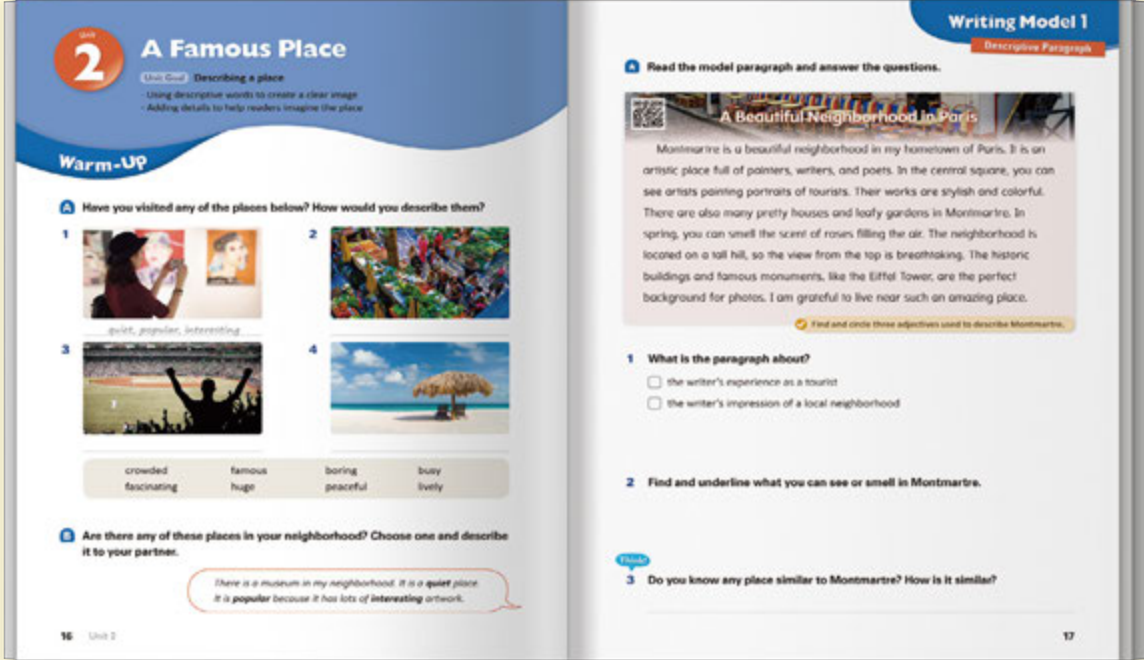 Unit
2
A Famous Place
Unit Goal Describing a place
- Using descriptive words to create a clear image
- Adding details to help readers imagine the place
Warm-Up
A Have you visited any of the places below? How would you describe them?
1
2
quiet, popular, interesting
3
4
crowded famous boring busy
fascinating huge peaceful lively
B Are there any of these places in your neighborhood? Choose one and describe
it to your partner.
There is a museum in my neighborhood. It is a quiet place.
It is popular because it has lots of interesting artwork.
16 Unit 2
Writing Model 1
Descriptive Paragraph
A Read the model paragraph and answer the questions.
A Beautiful Neighborhood in Paris
Montmartre is a beautiful neighborhood in my hometown of Paris. It is an
artistic place full of painters, writers, and poets. In the central square, you can
see artists painting portraits of tourists. Their works are stylish and colorful.
There are also many pretty houses and leafy gardens in Montmartre. In
spring, you can smell the scent of roses filling the air. The neighborhood is
located on a tall hill, so the view from the top is breathtaking. The historic
buildings and famous monuments, like the Eiffel Tower, are the perfect
background for photos. I am grateful to live near such an amazing place.
Find and circle three adjectives used to describe Montmartre.
1 What is the paragraph about?
the writer's experience as a tourist
the writer's impression of a local neighborhood
2 Find and underline what you can see or smell in Montmartre.
Think!
3 Do you know any place similar to Montmartre? How is it similar?
17